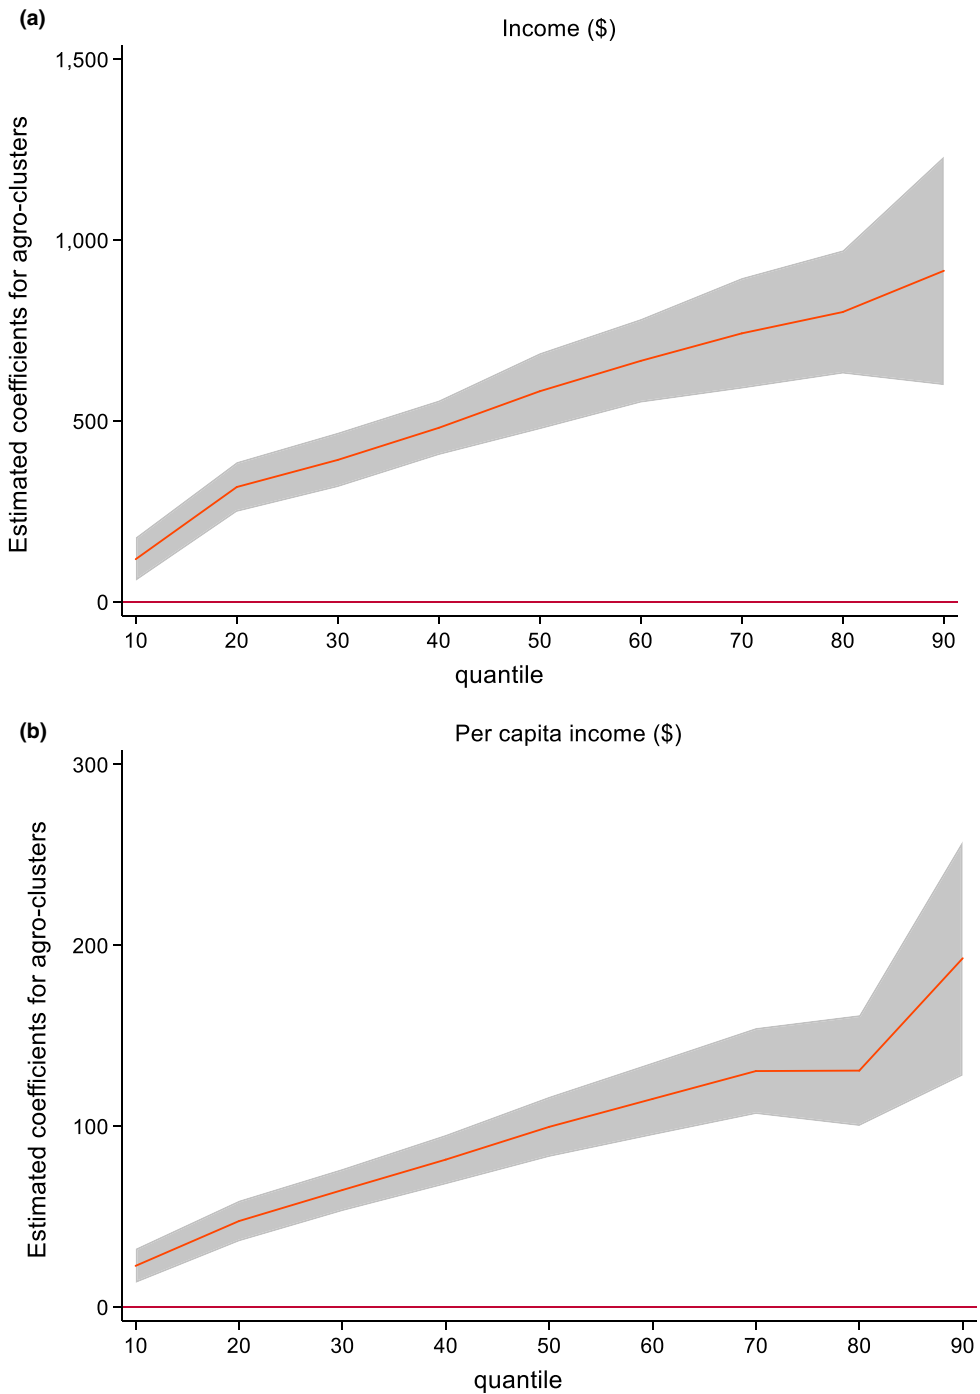 (a)
Income ($)
Estimated coefficients for agro-clusters
1,500
1,000
500
0
10 20 30 40 50 60 70 80 90
quantile
(b)
Per capita income ($)
Estimated coefficients for agro-clusters
300
200
100
0
10 20 30 40 50 60 70 80 90
quantile